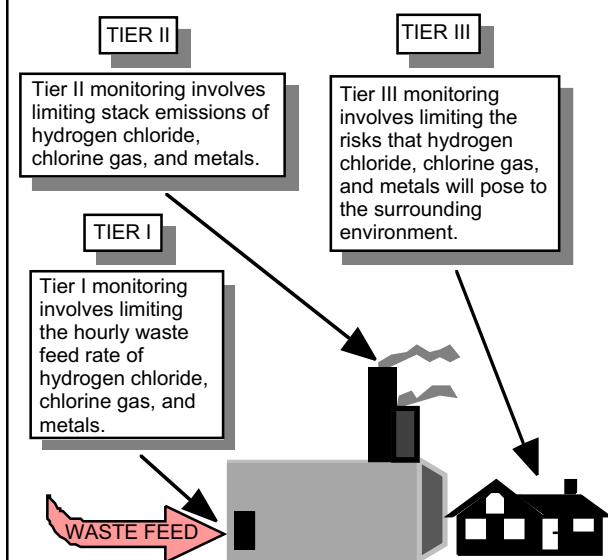 TIER II
Tier II monitoring involves
limiting stack emissions of
hydrogen chloride,
chlorine gas, and metals.
TIER III
Tier III monitoring
involves limiting the
risks that hydrogen
chloride, chlorine gas,
and metals will pose to
the surrounding
environment.
TIER I
Tier I monitoring
involves limiting
the hourly waste
feed rate of
hydrogen chloride,
chlorine gas, and
metals.
WASTE FEED